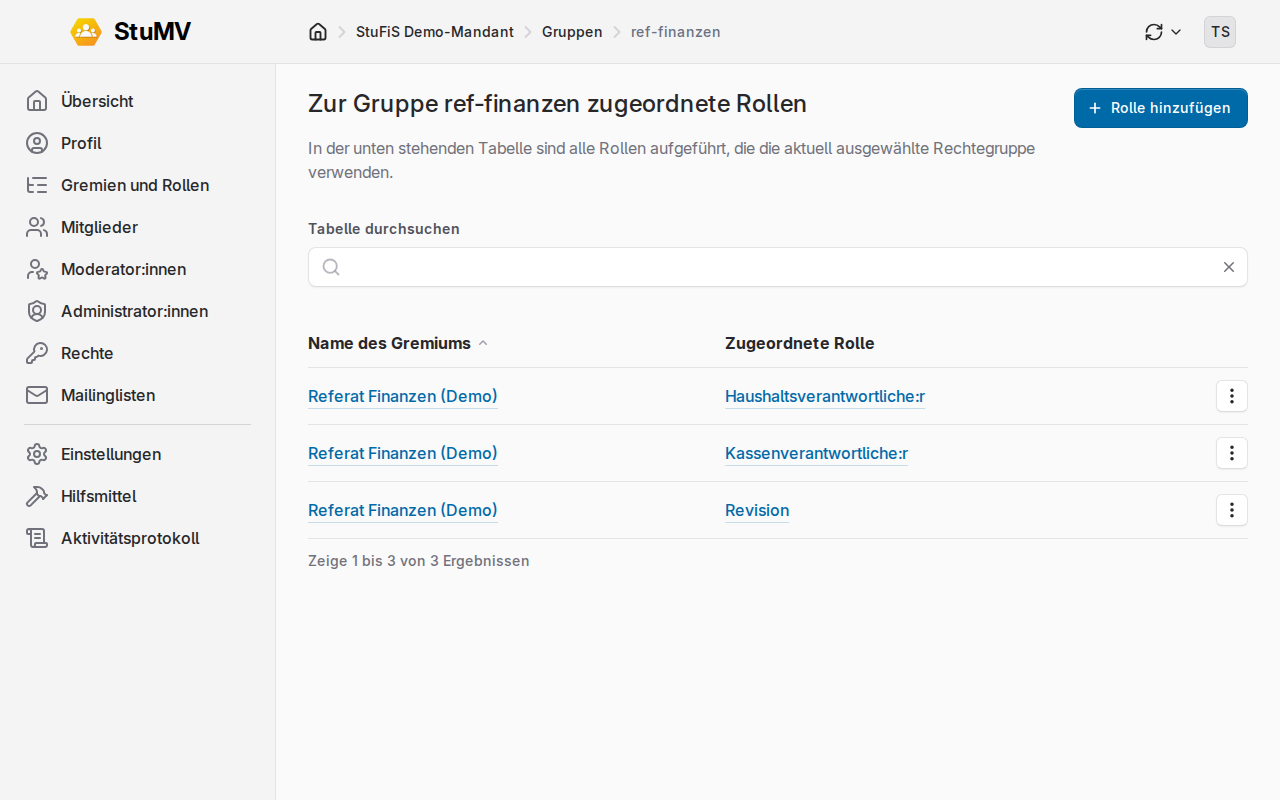 StuMV
StuFiS Demo-Mandant
Gruppen
ref-finanzen
TS
Übersicht
Profil
Gremien und Rollen
Mitglieder
Moderator:innen
Administrator:innen
Rechte
Mailinglisten
Einstellungen
Hilfsmittel
Aktivitätsprotokoll
Zur Gruppe ref-finanzen zugeordnete Rollen
Rolle hinzufügen
In der unten stehenden Tabelle sind alle Rollen aufgeführt, die die aktuell ausgewählte Rechtegruppe
verwenden.
Tabelle durchsuchen
Name des Gremiums Zugeordnete Rolle
Referat Finanzen (Demo) Haushaltsverantwortliche:r
Referat Finanzen (Demo) Kassenverantwortliche:r
Referat Finanzen (Demo) Revision
Zeige 1 bis 3 von 3 Ergebnissen